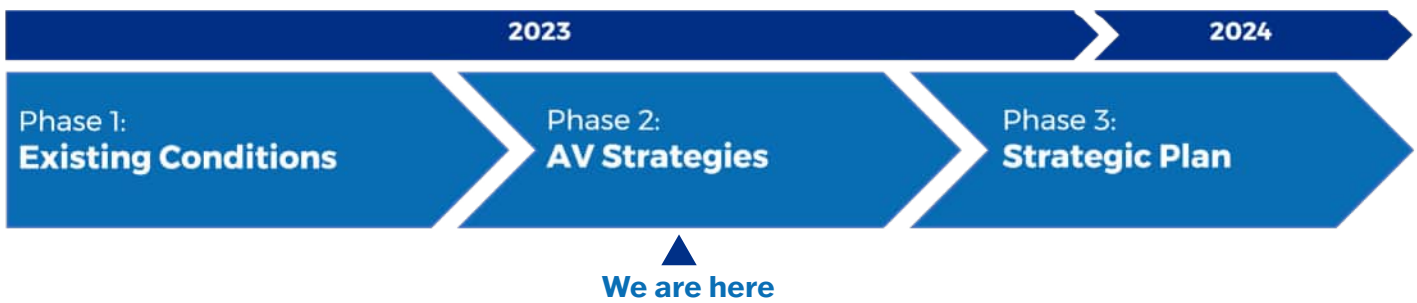 2023
2024
Phase 1:
Existing Conditions
Phase 2:
AV Strategies
Phase 3:
Strategic Plan
We are here